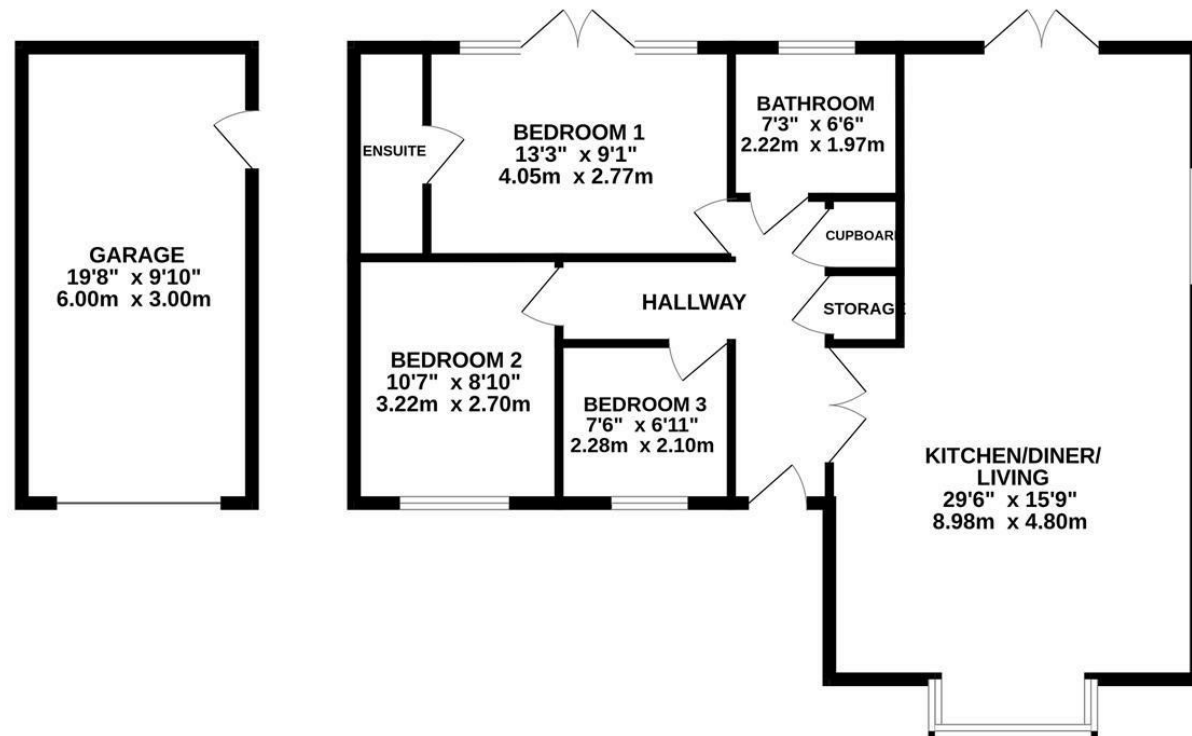 GARAGE
19'8" x 9'10"
6.00m x 3.00m
ENSUITE
BEDROOM 1
13'3" x 9'1"
4.05m x 2.77m
BATHROOM
7'3" x 6'6"
2.22m x 1.97m
CUPBOARD
HALLWAY
STORAGE
BEDROOM 2
10'7" x 8'10"
3.22m x 2.70m
BEDROOM 3
7'6" x 6'11"
2.28m x 2.10m
KITCHEN/DINER/
LIVING
29'6" x 15'9"
8.98m x 4.80m